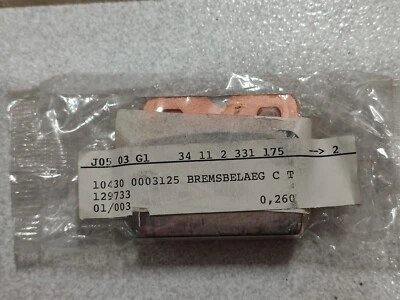 J05 03 G1 34 11 2 331 175 --> 2
10430 0003125 BREMSBELAEG C T
129733
01/003 0,260